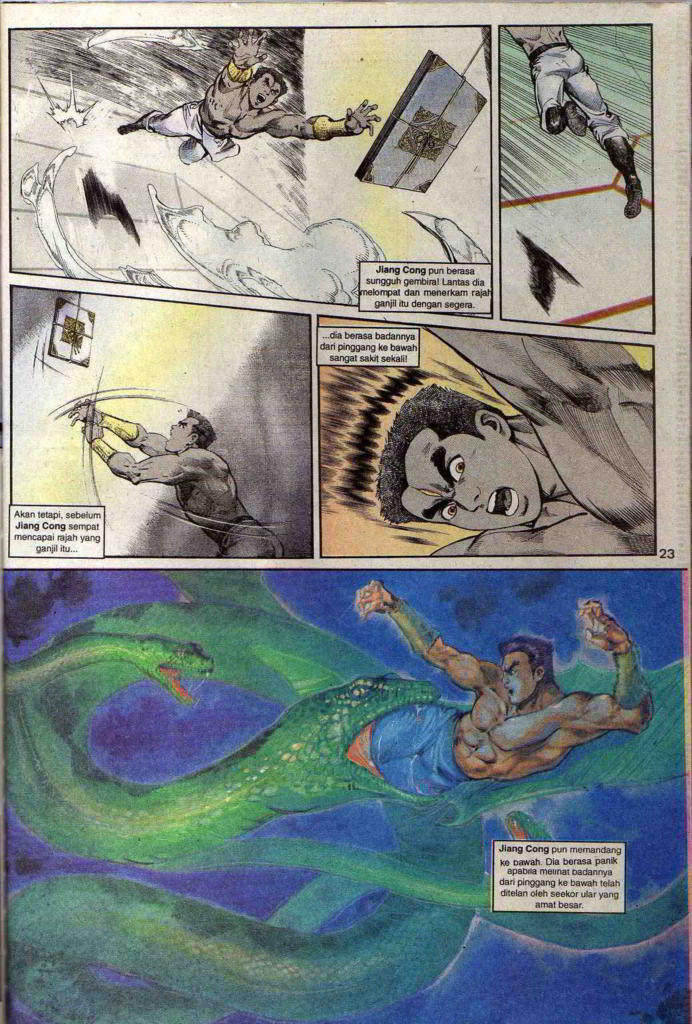 Jiang Cong pun berasa
sungguh gembira! Lantas dia
melompat dan menerkam rajah
ganjil itu dengan segera.
Akan tetapi, sebelum
Jiang Cong sempat
mencapai rajah yang
ganjil itu...
...dia berasa badannya
dari pinggang ke bawah
sangat sakit sekali!
23
Jiang Cong pun memandang
ke bawah. Dia berasa panik
apabila melihat badannya
dari pinggang ke bawah telah
ditelan oleh seekor ular yang
amat besar.